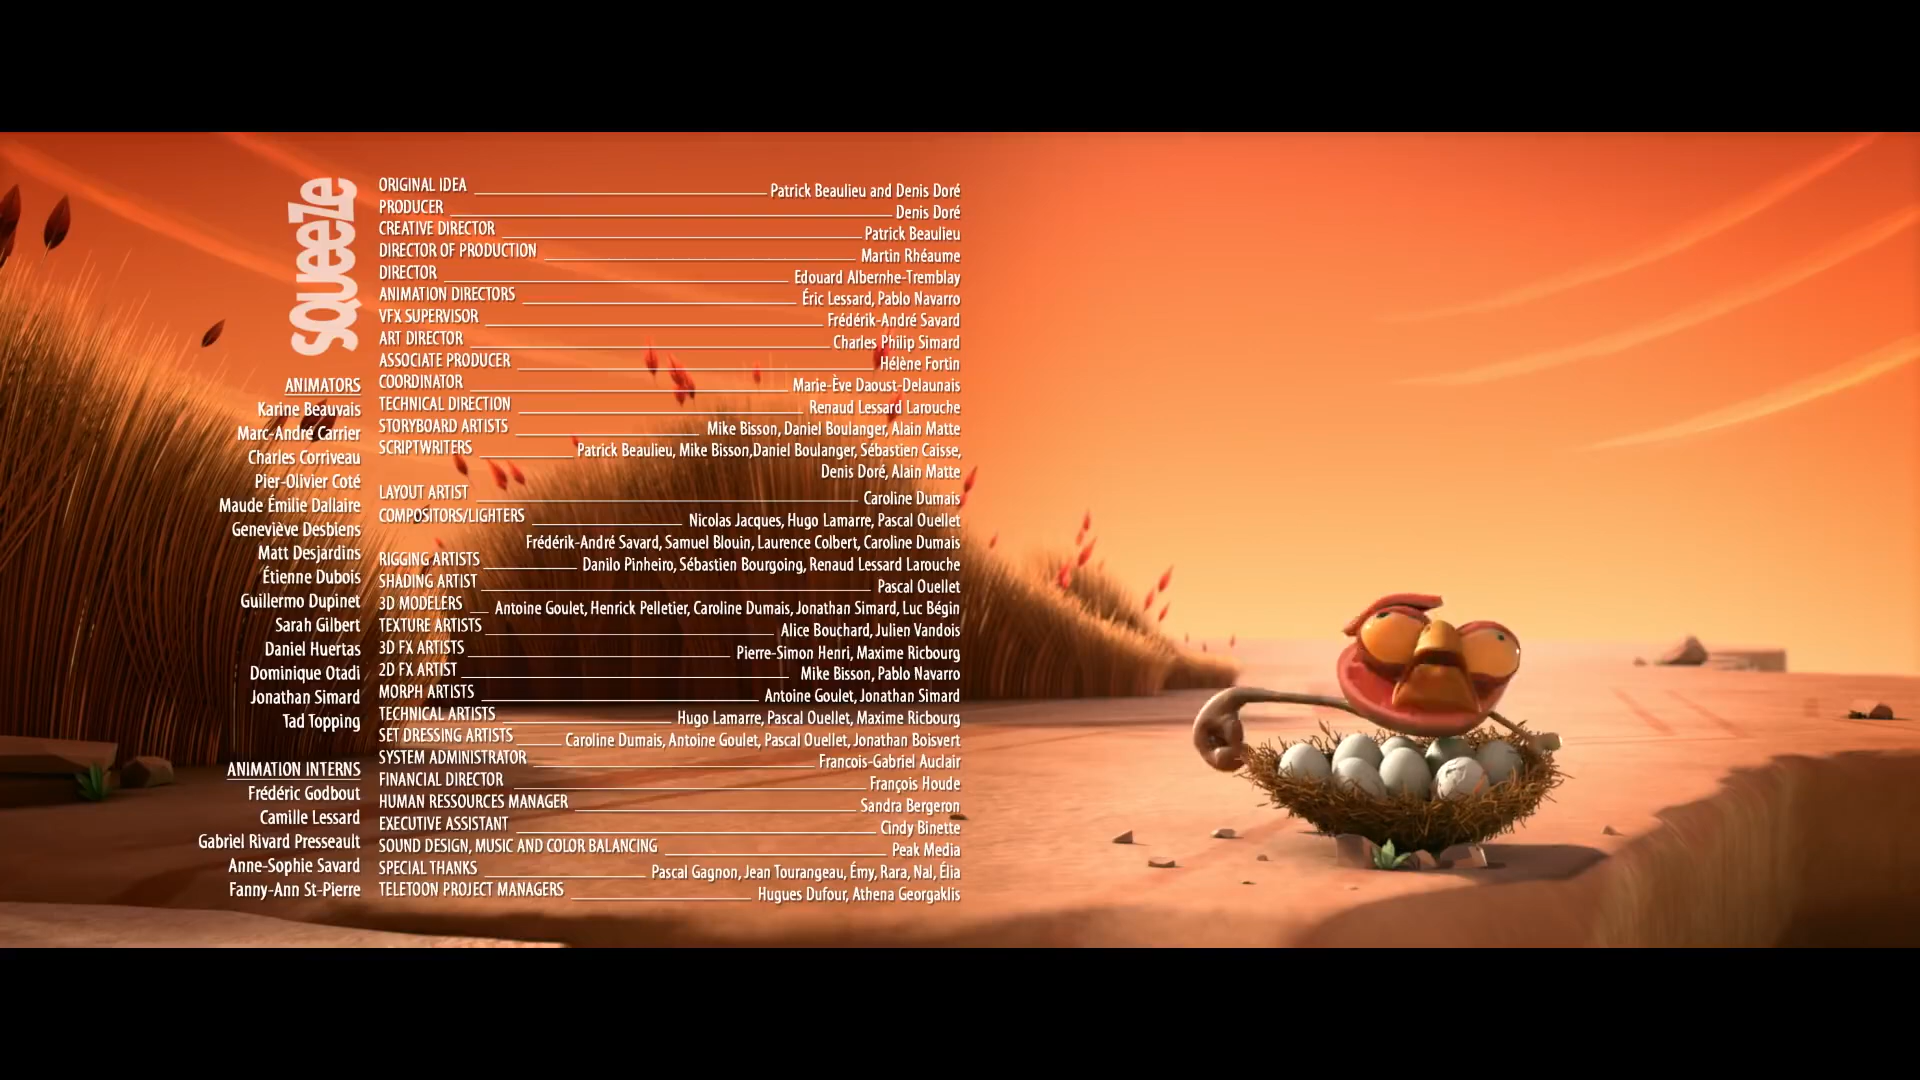 squeeze
ANIMATORS
Karine Beauvais
Marc-André Carrier
Charles Corriveau
Pier-Olivier Coté
Maude Émilie Dallaire
Geneviève Desbiens
Matt Desjardins
Étienne Dubois
Guillermo Dupinet
Sarah Gilbert
Daniel Huertas
Dominique Otadi
Jonathan Simard
Tad Topping
ANIMATION INTERNS
Frédéric Godbout
Camille Lessard
Gabriel Rivard Presseault
Anne-Sophie Savard
Fanny-Ann St-Pierre
ORIGINAL IDEA Patrick Beaulieu and Denis Doré
PRODUCER Denis Doré
CREATIVE DIRECTOR Patrick Beaulieu
DIRECTOR OF PRODUCTION Martin Rhéaume
DIRECTOR Edouard Albernhe-Tremblay
ANIMATION DIRECTORS Éric Lessard, Pablo Navarro
VFX SUPERVISOR Frédérik-André Savard
ART DIRECTOR Charles Philip Simard
ASSOCIATE PRODUCER Hélène Fortin
COORDINATOR Marie-Ève Daoust-Delaunais
TECHNICAL DIRECTION Renaud Lessard Larouche
STORYBOARD ARTISTS Mike Bisson, Daniel Boulanger, Alain Matte
SCRIPTWRITERS Patrick Beaulieu, Mike Bisson,Daniel Boulanger, Sébastien Caisse,
Denis Doré, Alain Matte
LAYOUT ARTIST Caroline Dumais
COMPOSITORS/LIGHTERS Nicolas Jacques, Hugo Lamarre, Pascal Ouellet
Frédérik-André Savard, Samuel Blouin, Laurence Colbert, Caroline Dumais
RIGGING ARTISTS Danilo Pinheiro, Sébastien Bourgoing, Renaud Lessard Larouche
SHADING ARTIST Pascal Ouellet
3D MODELERS Antoine Goulet, Henrick Pelletier, Caroline Dumais, Jonathan Simard, Luc Bégin
TEXTURE ARTISTS Alice Bouchard, Julien Vandois
3D FX ARTISTS Pierre-Simon Henri, Maxime Ricbourg
2D FX ARTIST Mike Bisson, Pablo Navarro
MORPH ARTISTS Antoine Goulet, Jonathan Simard
TECHNICAL ARTISTS Hugo Lamarre, Pascal Ouellet, Maxime Ricbourg
SET DRESSING ARTISTS Caroline Dumais, Antoine Goulet, Pascal Ouellet, Jonathan Boisvert
SYSTEM ADMINISTRATOR Francois-Gabriel Auclair
FINANCIAL DIRECTOR François Houde
HUMAN RESSOURCES MANAGER Sandra Bergeron
EXECUTIVE ASSISTANT Cindy Binette
SOUND DESIGN, MUSIC AND COLOR BALANCING Peak Media
SPECIAL THANKS Pascal Gagnon, Jean Tourangeau, Émy, Rara, Nal, Élia
TELETOON PROJECT MANAGERS Hugues Dufour, Athena Georgaklis